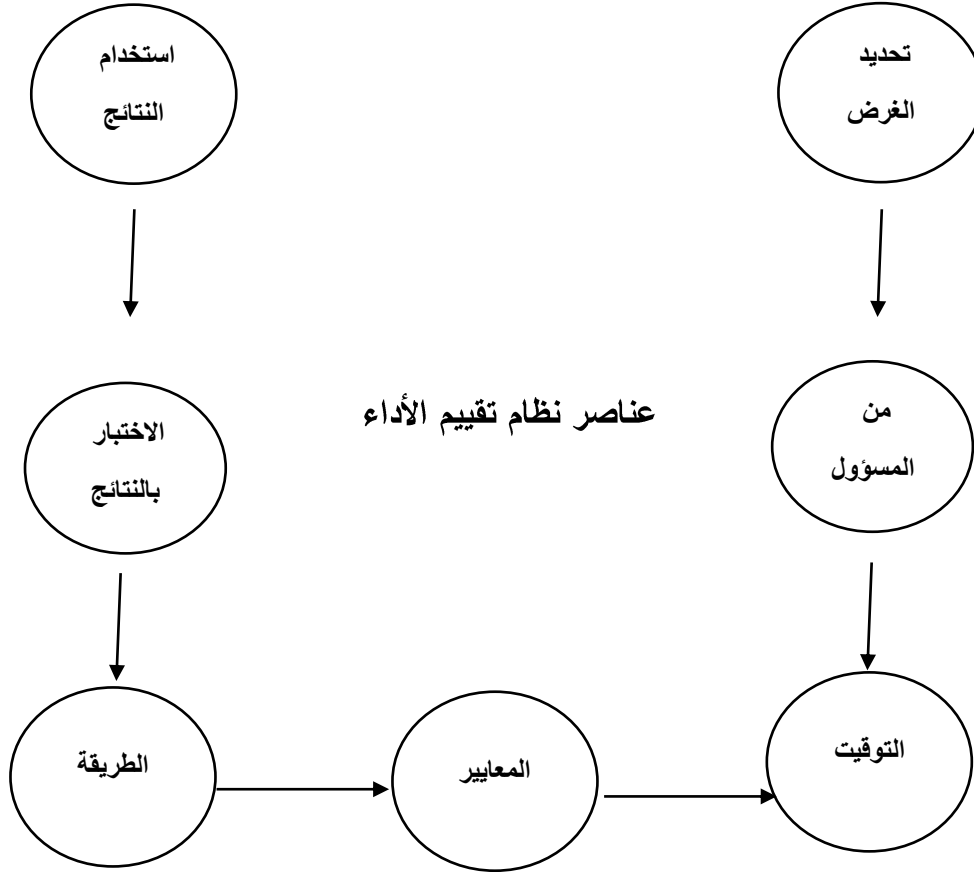 تحديد
الغرض
استخدام
النتائج
عناصر نظام تقييم الأداء
من
المسؤول
الاختبار
بالنتائج
التوقيت
المعايير
الطريقة